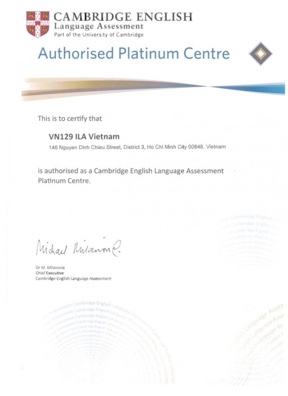 CAMBRIDGE ENGLISH
Language Assessment
Part of the University of Cambridge
Authorised Platinum Centre
This is to certify that
VN129 ILA Vietnam
146 Nguyen Dinh Chieu Street, District 3, Ho Chi Minh City 00848, Vietnam
is authorised as a Cambridge English Language Assessment
Platinum Centre.
Michael Milanovic
Dr M. Milanovic
Chief Executive
Cambridge English Language Assessment